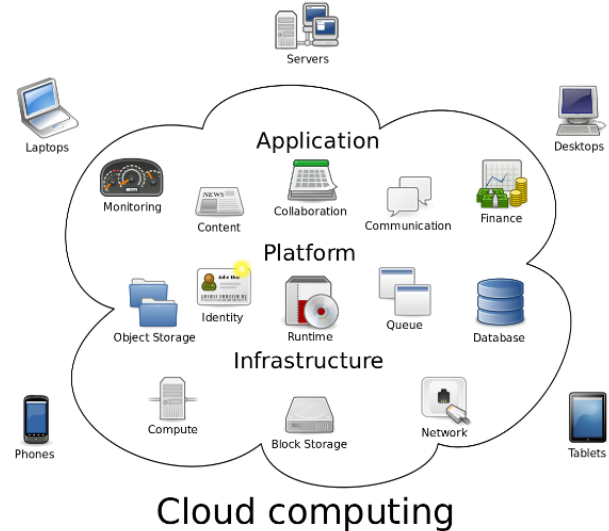 Servers
Laptops
Desktops
Application
Monitoring
NEWS
Content
Collaboration
Communication
Finance
Platform
Object Storage
Identity
Runtime
Queue
Database
Infrastructure
Compute
Block Storage
Network
Phones
Tablets
Cloud computing